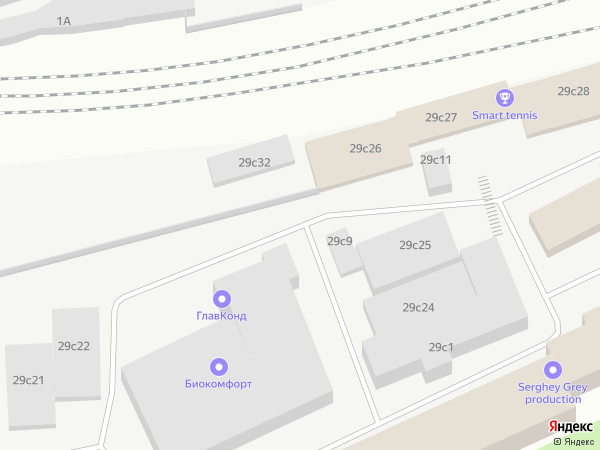 1А
29с28
Smart tennis
29с27
29с26
29с11
29с32
29с9
29с25
ГлавКонд
29с24
29с22
29с1
29с21
Биокомфорт
Serghey Grey
production
Яндекс
© Яндекс